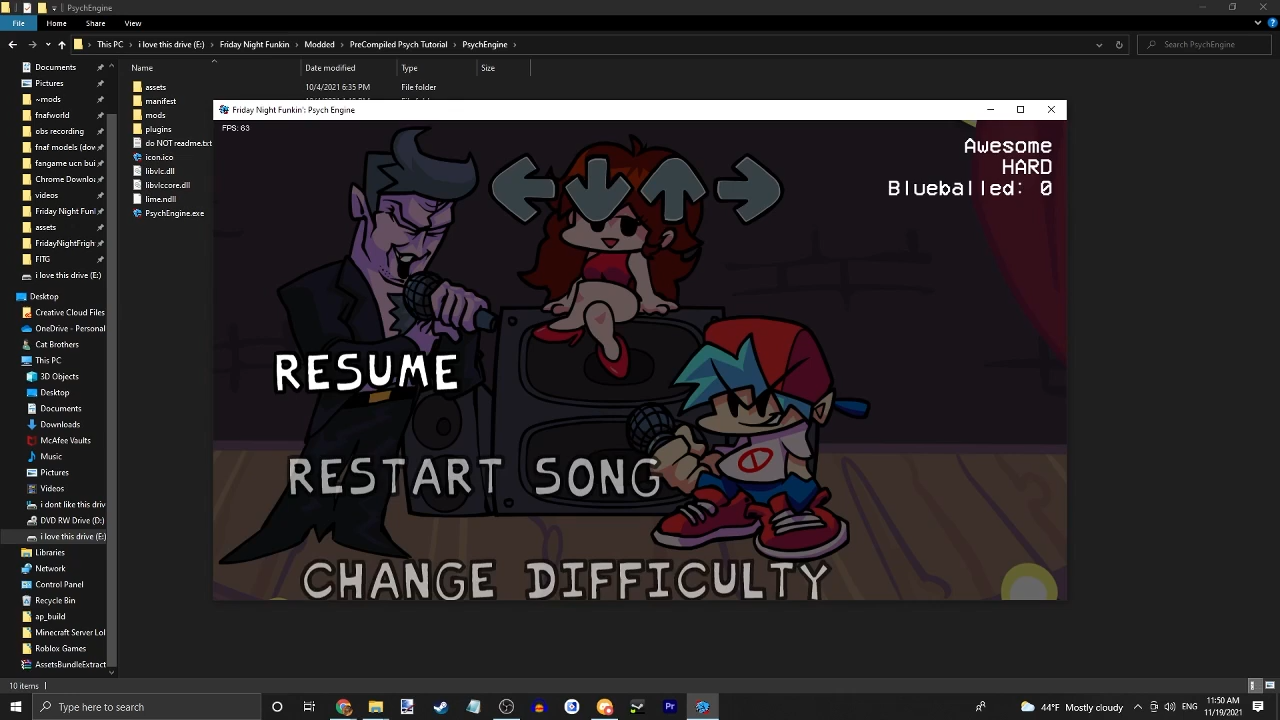 PsychEngine
File Home Share View
This PC › i love this drive (E:) › Friday Night Funkin › Modded › PreCompiled Psych Tutorial › PsychEngine ›
Search PsychEngine
Name Date modified Type Size
Documents
Pictures
~mods
fnafworld
obs recording
fnaf models (dov
fangame ucn bui
Chrome Downloa
videos
Friday Night Funl
assets
FridayNightFrigh
FITG
i love this drive (E:)
Desktop
Creative Cloud Files
OneDrive - Personal
Cat Brothers
This PC
3D Objects
Desktop
Documents
Downloads
McAfee Vaults
Music
Pictures
Videos
i dont like this driv
DVD RW Drive (D:)
i love this drive (E:)
Libraries
Network
Control Panel
Recycle Bin
ap_build
Minecraft Server Lol
Roblox Games
AssetsBundleExtract
assets 10/4/2021 6:35 PM File folder
manifest
mods
plugins
do NOT readme.txt
icon.ico
libvlc.dll
libvlccore.dll
lime.ndll
PsychEngine.exe
Friday Night Funkin': Psych Engine
FPS: 63
Awesome
HARD
Blueballed: 0
RESUME
RESTART SONG
CHANGE DIFFICULTY
10 items
Type here to search
Pr
44°F Mostly cloudy
ENG
11:50 AM
11/19/2021